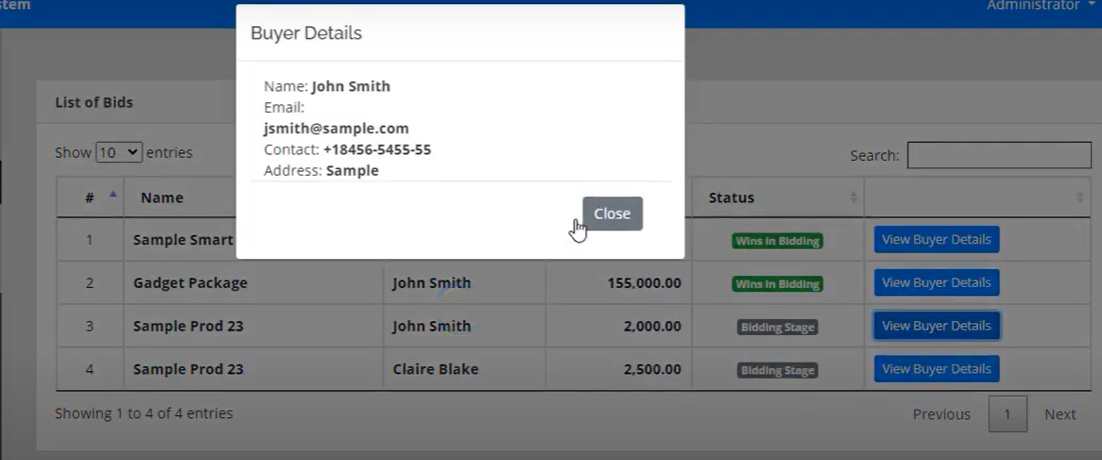 stem
Administrator
Buyer Details
Name: John Smith
Email:
jsmith@sample.com
Contact: +18456-5455-55
Address: Sample
Close
List of Bids
Show 10 entries
Search:
# Name Status
1 Sample Smart Wins in Bidding View Buyer Details
2 Gadget Package John Smith 155,000.00 Wins in Bidding View Buyer Details
3 Sample Prod 23 John Smith 2,000.00 Bidding Stage View Buyer Details
4 Sample Prod 23 Claire Blake 2,500.00 Bidding Stage View Buyer Details
Showing 1 to 4 of 4 entries
Previous 1 Next